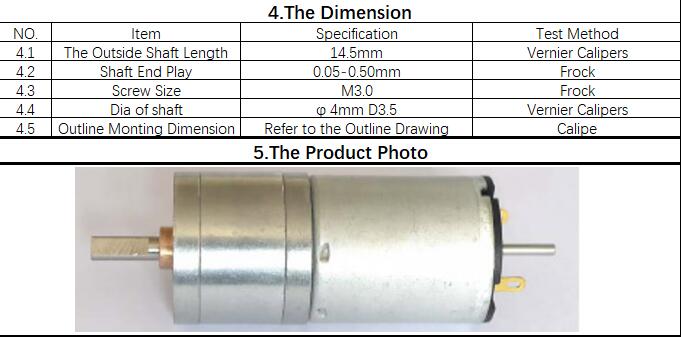 4.The Dimension
NO. Item Specification Test Method
4.1 The Outside Shaft Length 14.5mm Vernier Calipers
4.2 Shaft End Play 0.05-0.50mm Frock
4.3 Screw Size M3.0 Frock
4.4 Dia of shaft φ 4mm D3.5 Vernier Calipers
4.5 Outline Monting Dimension Refer to the Outline Drawing Calipe
5.The Product Photo